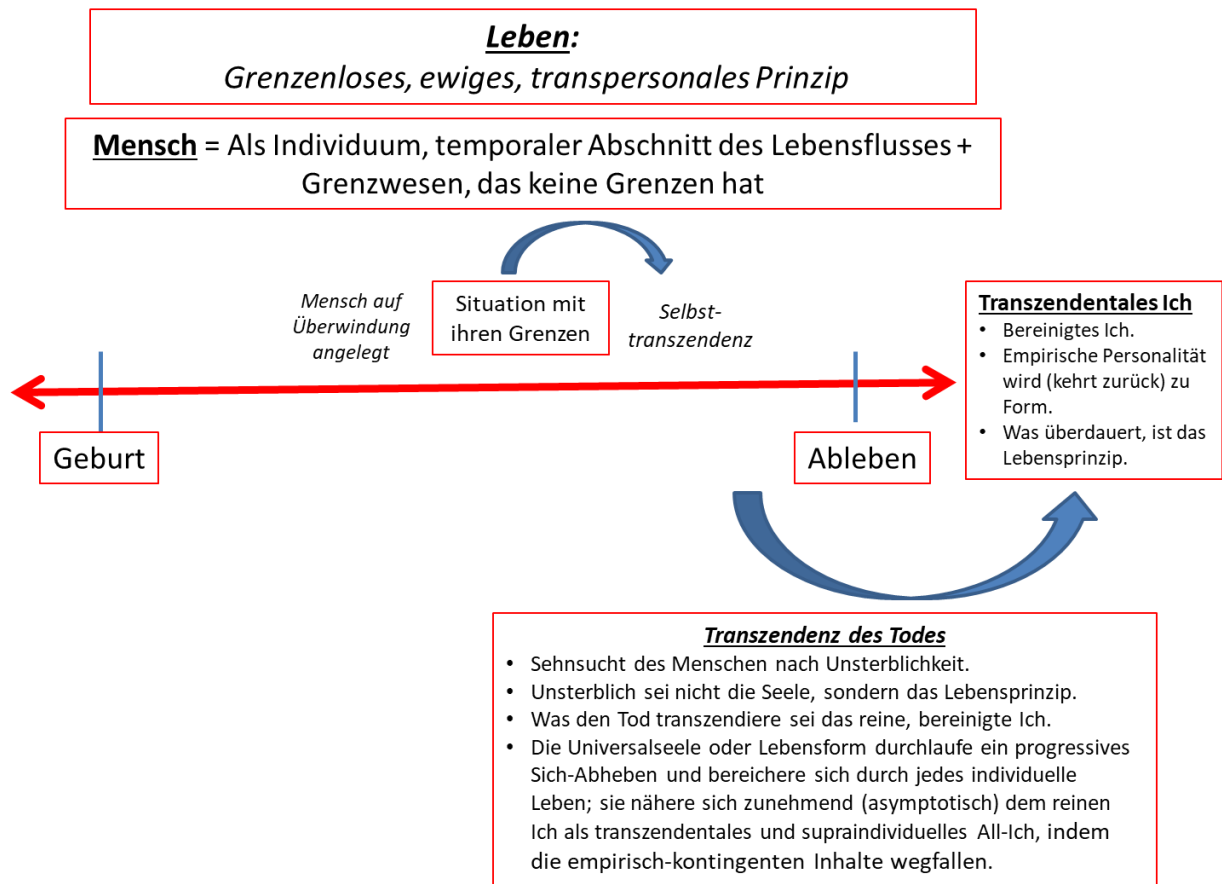 Leben:
Grenzenloses, ewiges, transpersonales Prinzip
Mensch = Als Individuum, temporaler Abschnitt des Lebensflusses +
Grenzwesen, das keine Grenzen hat
Mensch auf
Überwindung
angelegt
Situation mit
ihren Grenzen
Selbst-
transzendenz
Geburt
Ableben
Transzendentales Ich
• Bereinigtes Ich.
• Empirische Personalität
wird (kehrt zurück) zu
Form.
• Was überdauert, ist das
Lebensprinzip.
Transzendenz des Todes
• Sehnsucht des Menschen nach Unsterblichkeit.
• Unsterblich sei nicht die Seele, sondern das Lebensprinzip.
• Was den Tod transzendiere sei das reine, bereinigte Ich.
• Die Universalseele oder Lebensform durchlaufe ein progressives
Sich-Abheben und bereichere sich durch jedes individuelle
Leben; sie nähere sich zunehmend (asymptotisch) dem reinen
Ich als transzendentales und supraindividuelles All-Ich, indem
die empirisch-kontingenten Inhalte wegfallen.